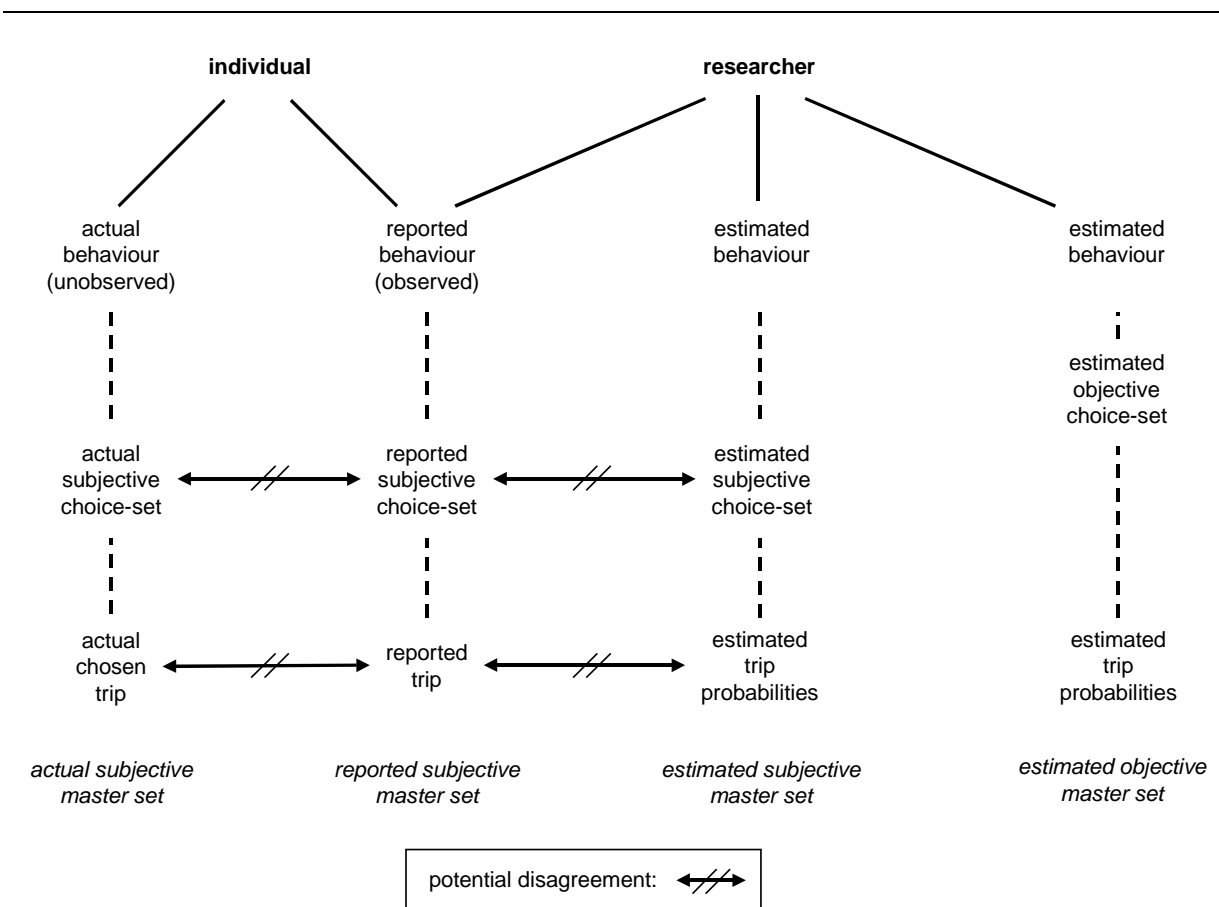 individual
researcher
actual
behaviour
(unobserved)
reported
behaviour
(observed)
estimated
behaviour
estimated
behaviour
estimated
objective
choice-set
actual
subjective
choice-set
reported
subjective
choice-set
estimated
subjective
choice-set
actual
chosen
trip
reported
trip
estimated
trip
probabilities
estimated
trip
probabilities
actual subjective
master set
reported subjective
master set
estimated subjective
master set
estimated objective
master set
potential disagreement: